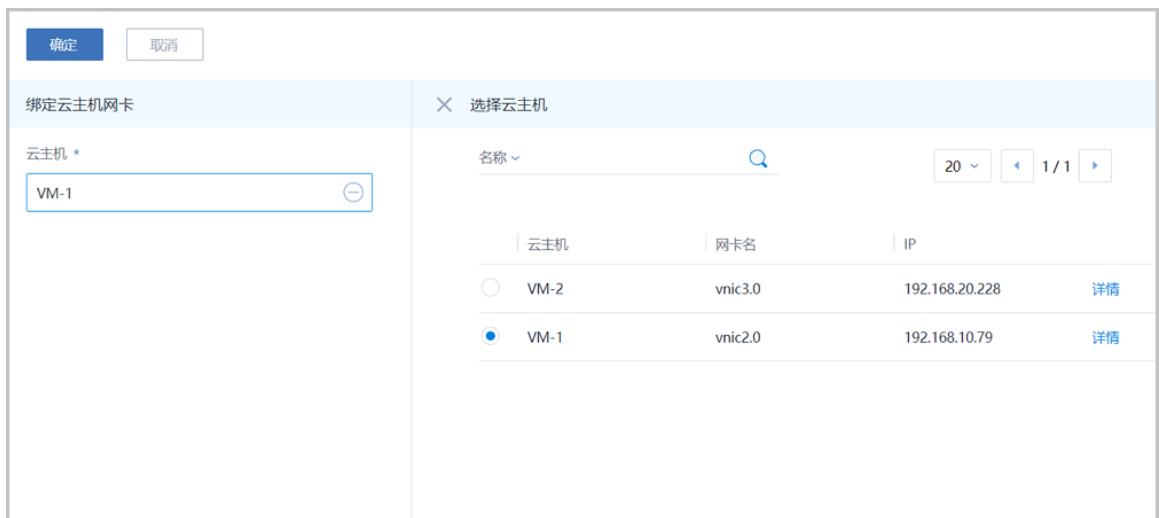 确定 取消
绑定云主机网卡
云主机 *
VM-1
选择云主机
名称
20 1 / 1
云主机 网卡名 IP
VM-2 vnic3.0 192.168.20.228 详情
VM-1 vnic2.0 192.168.10.79 详情